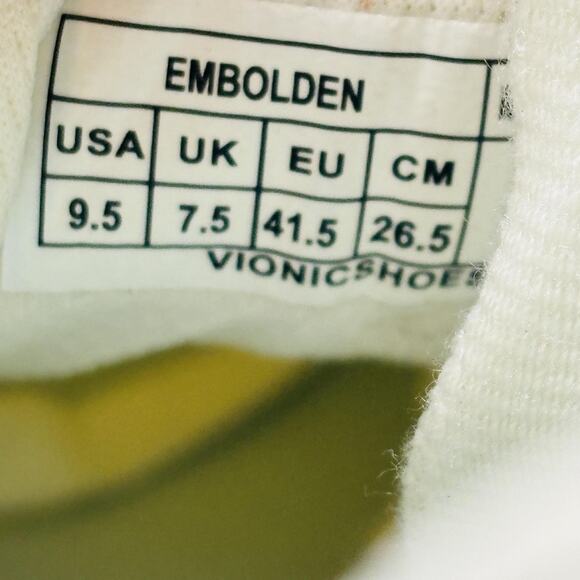 EMBOLDEN
USA UK EU CM
9.5 7.5 41.5 26.5
VIONICSHOES